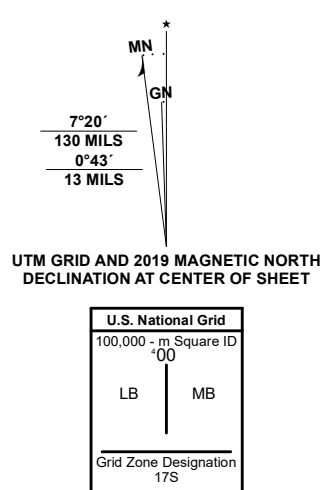 MN
GN
7°20´
130 MILS
0°43´
13 MILS
UTM GRID AND 2019 MAGNETIC NORTH
DECLINATION AT CENTER OF SHEET
U.S. National Grid
100,000 - m Square ID
⁴00
LB MB
Grid Zone Designation
17S